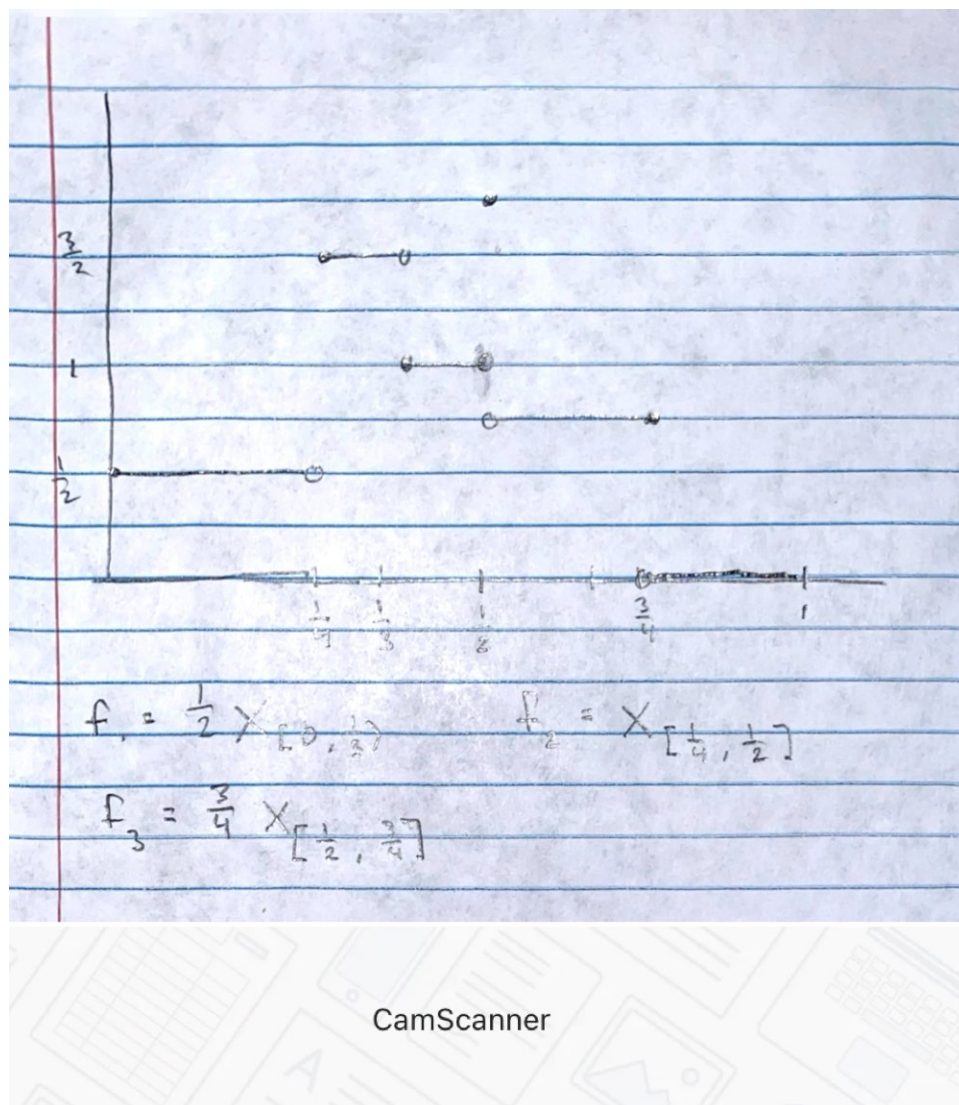 3/2
1
1/2
1/4 1/3 1/2 3/4 1
f₁ = 1/2 χ [0, 1/3) f₂ = χ [1/4, 1/2]
f₃ = 3/4 χ [1/2, 3/4]
CamScanner